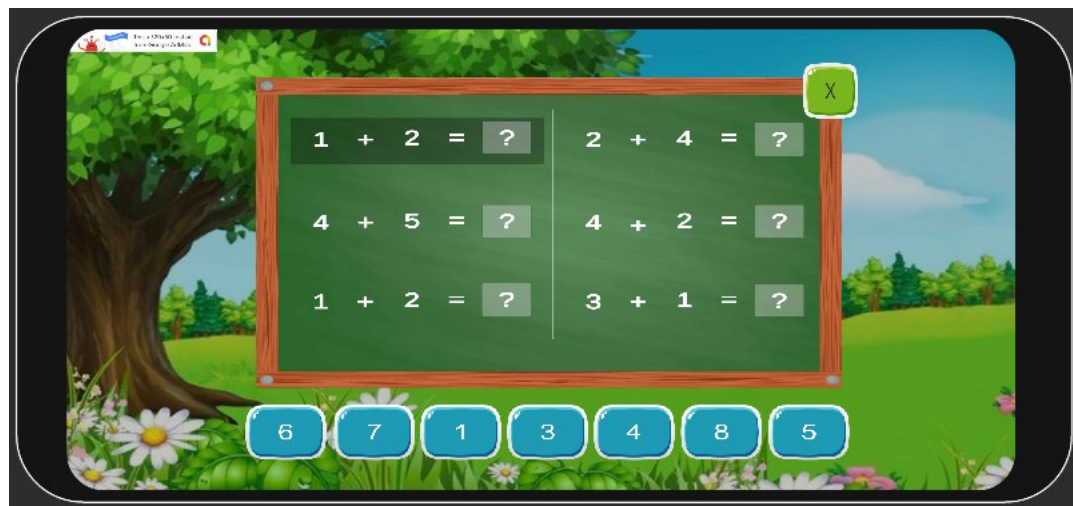 X
1 + 2 = ?
2 + 4 = ?
4 + 5 = ?
4 + 2 = ?
1 + 2 = ?
3 + 1 = ?
6 7 1 3 4 8 5